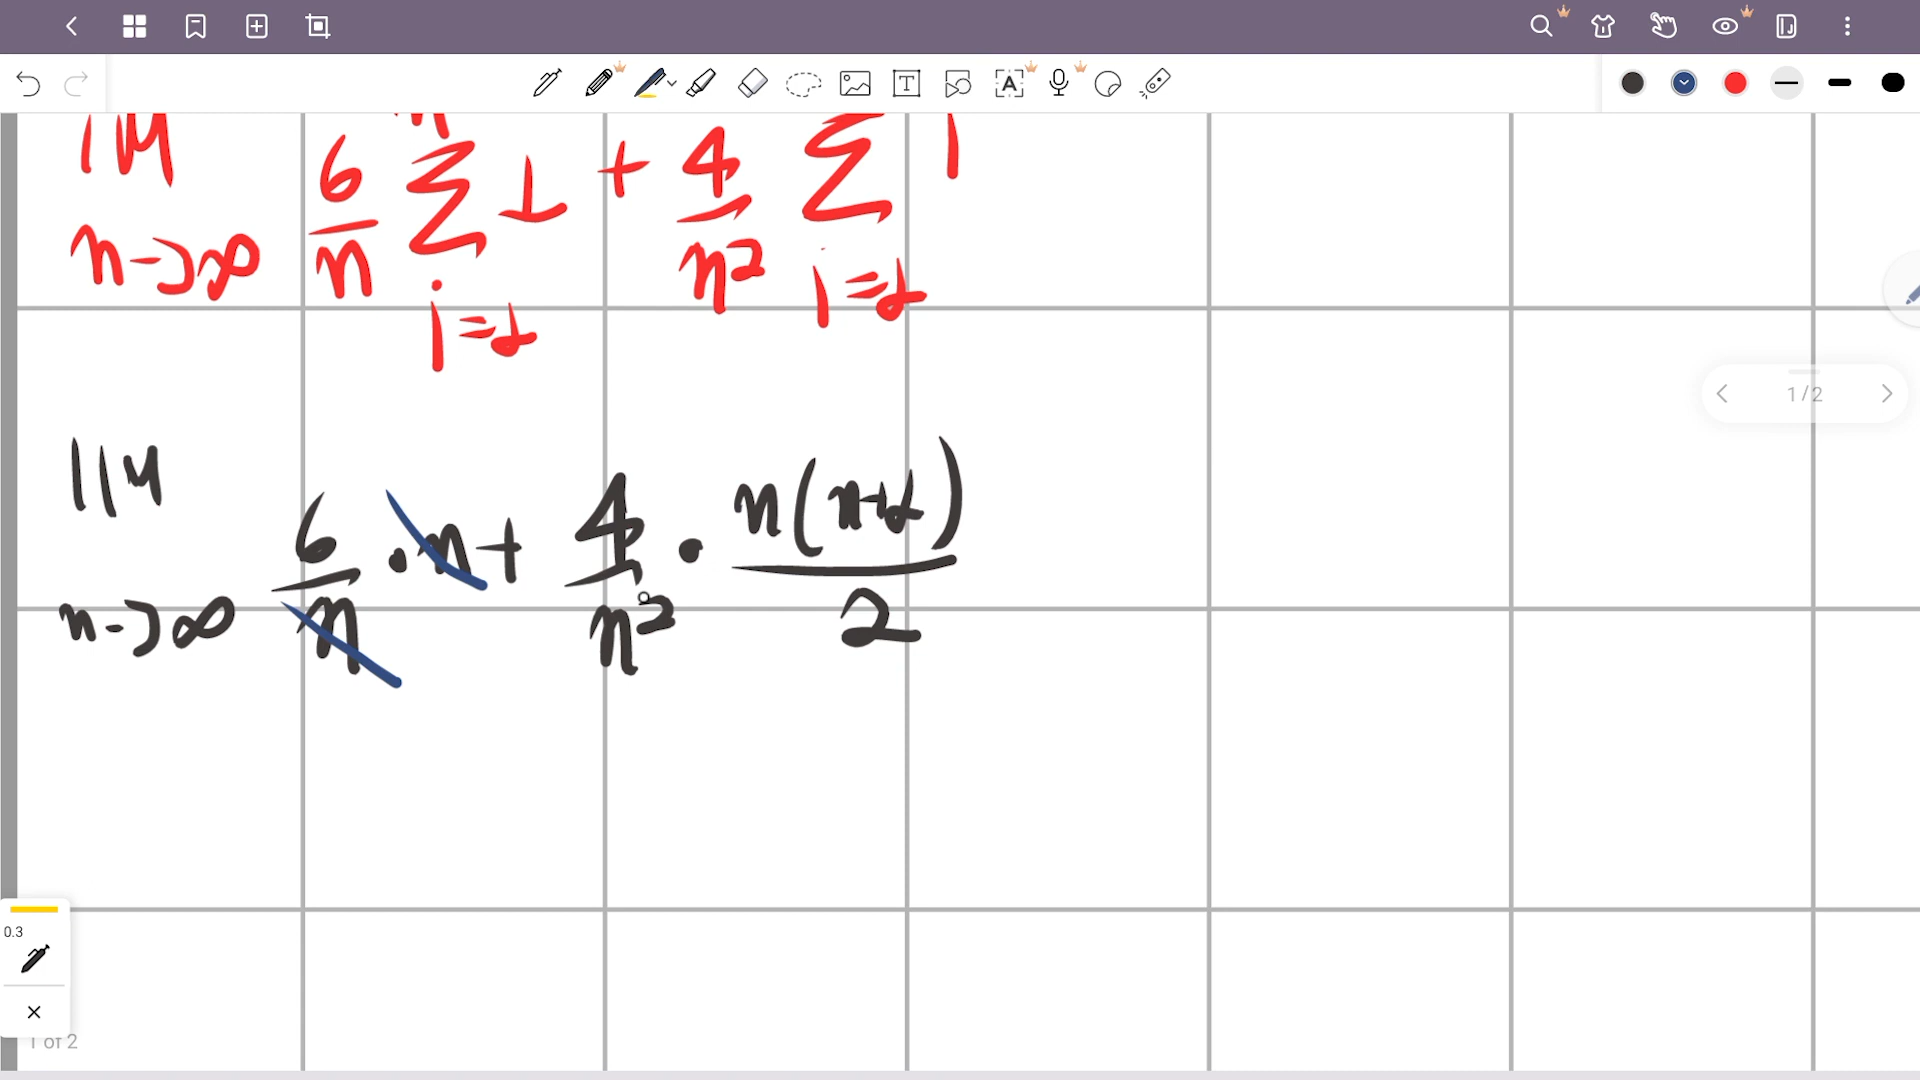 lim 6/n n∑ 1 + 4/n² ∑ i
n->∞ i=1 i=1
1/2
lim 6/n · n + 4/n² · n(n+1)/2
n->∞
0.3
1 of 2